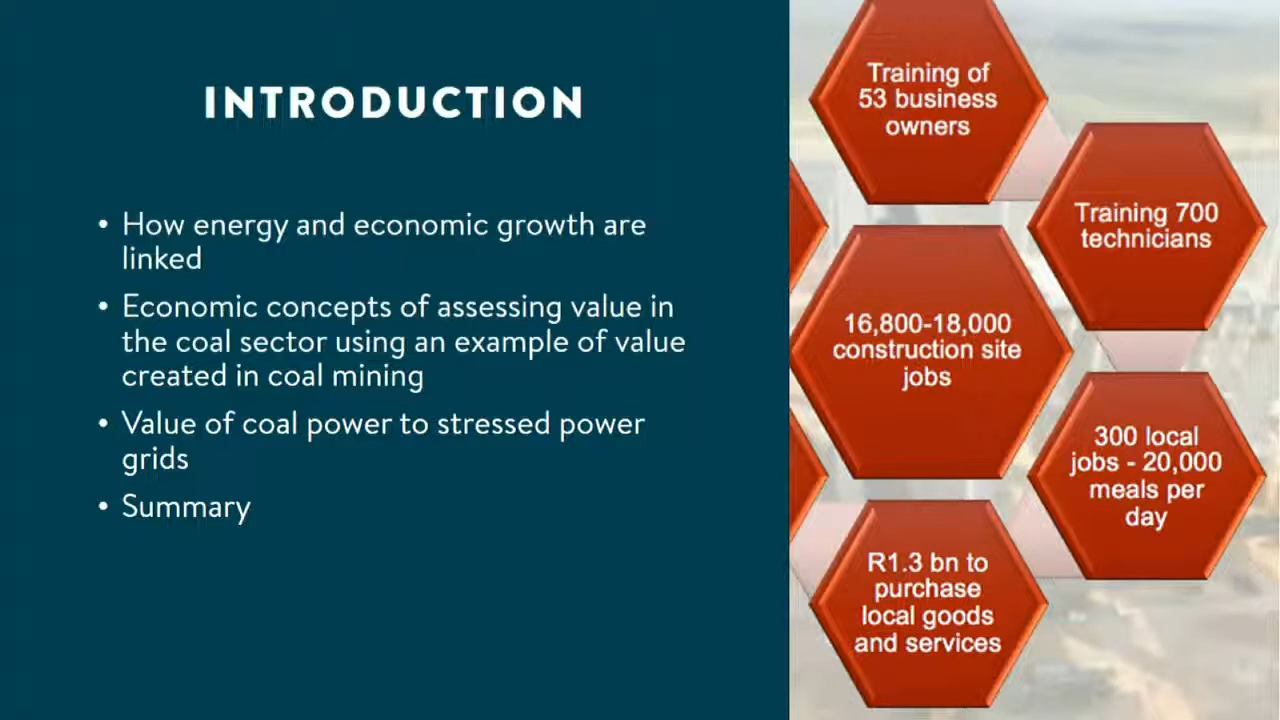 INTRODUCTION
• How energy and economic growth are
linked
• Economic concepts of assessing value in
the coal sector using an example of value
created in coal mining
• Value of coal power to stressed power
grids
• Summary
Training of
53 business
owners
Training 700
technicians
16,800-18,000
construction site
jobs
300 local
jobs - 20,000
meals per
day
R1.3 bn to
purchase
local goods
and services